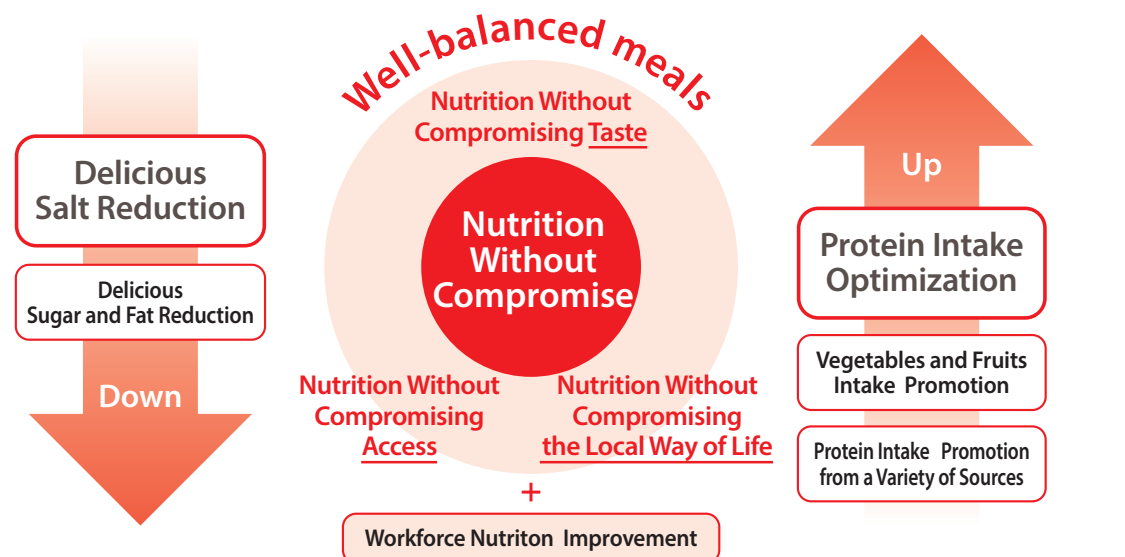 Well-balanced meals
Nutrition Without
Compromising Taste
Nutrition
Without
Compromise
Nutrition Without
Compromising
Access
Nutrition Without
Compromising
the Local Way of Life
+
Workforce Nutriton Improvement
Delicious
Salt Reduction
Delicious
Sugar and Fat Reduction
Down
Up
Protein Intake
Optimization
Vegetables and Fruits
Intake Promotion
Protein Intake Promotion
from a Variety of Sources